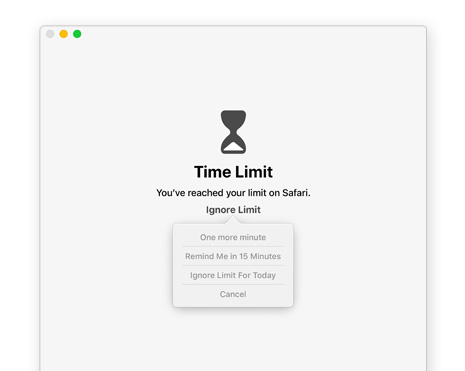 Time Limit
You've reached your limit on Safari.
Ignore Limit
One more minute
Remind Me in 15 Minutes
Ignore Limit For Today
Cancel